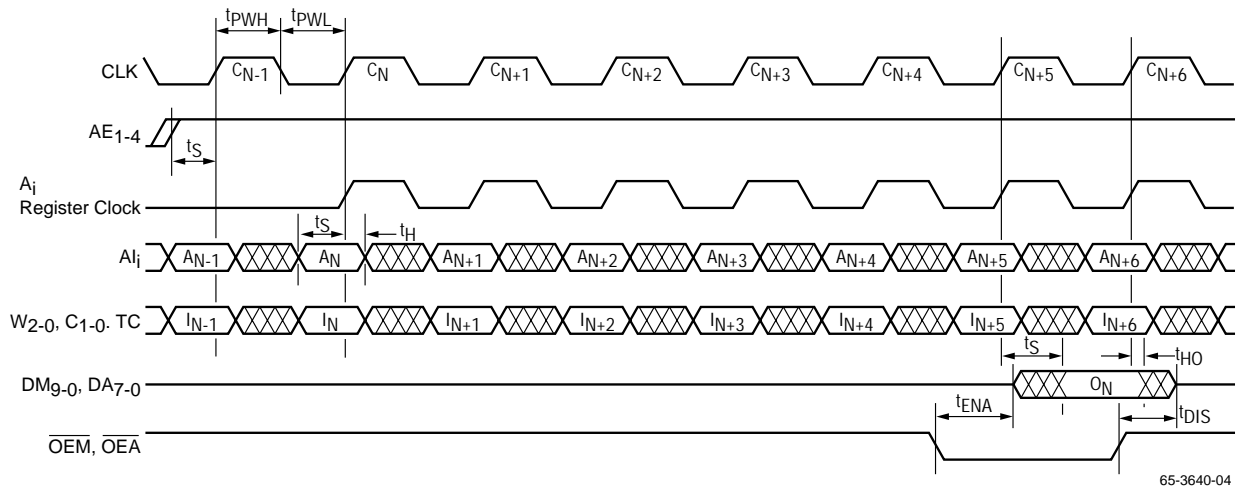 tPWH tPWL
CLK CN-1 CN CN+1 CN+2 CN+3 CN+4 CN+5 CN+6
AE1-4
tS
Ai
Register Clock
tS tH
AIi AN-1 AN AN+1 AN+2 AN+3 AN+4 AN+5 AN+6
W2-0, C1-0. TC IN-1 IN IN+1 IN+2 IN+3 IN+4 IN+5 IN+6
tS tHO
DM9-0, DA7-0 ON
tENA tDIS
OEM, OEA
65-3640-04